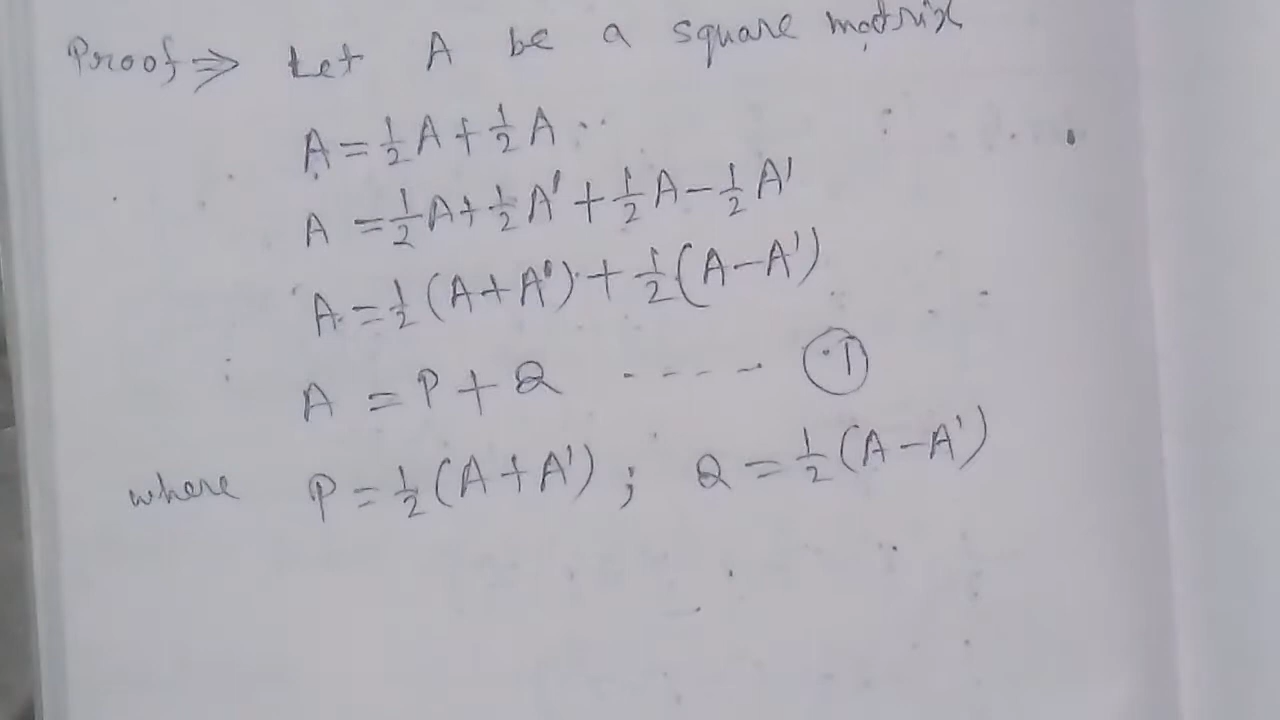 Proof ⇒ Let A be a square matrix
A = ½A + ½A
A = ½A + ½A' + ½A - ½A'
A = ½(A + A') + ½(A - A')
A = P + Q ----- ①
where P = ½(A + A') ; Q = ½(A - A')